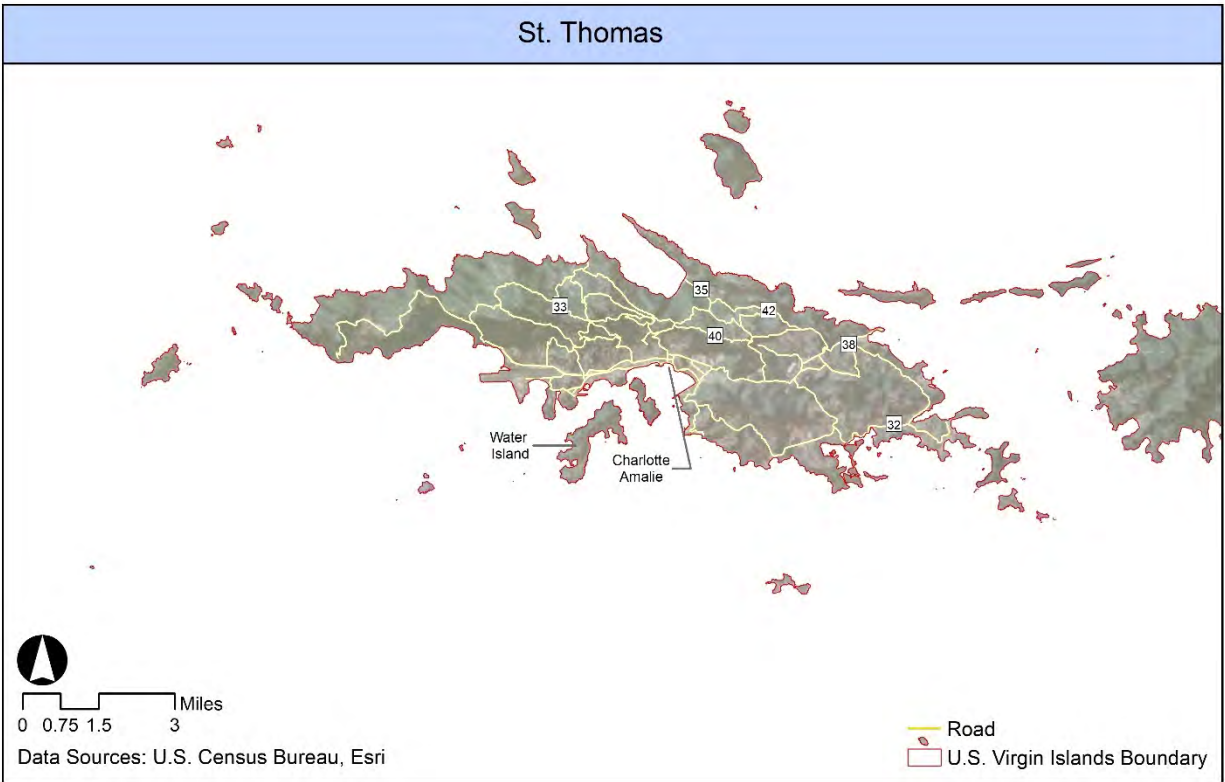 St. Thomas
35
33
42
40
38
32
Water
Island
Charlotte
Amalie
Miles
0 0.75 1.5 3
Data Sources: U.S. Census Bureau, Esri
Road
U.S. Virgin Islands Boundary